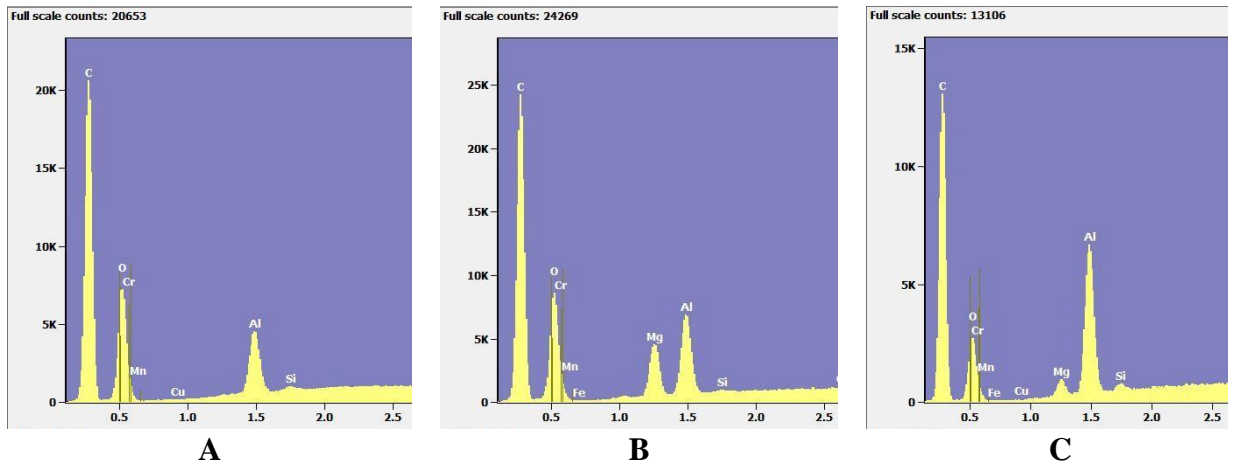 Full scale counts: 20653
20K
15K
10K
5K
0
C
O
Cr
Mn
Cu
Al
Si
0.5
1.0
1.5
2.0
2.5
A
Full scale counts: 24269
25K
20K
15K
10K
5K
0
C
O
Cr
Mn
Fe
Mg
Al
Si
0.5
1.0
1.5
2.0
2.5
B
Full scale counts: 13106
15K
10K
5K
0
C
O
Cr
Mn
Fe
Cu
Mg
Al
Si
0.5
1.0
1.5
2.0
2.5
C